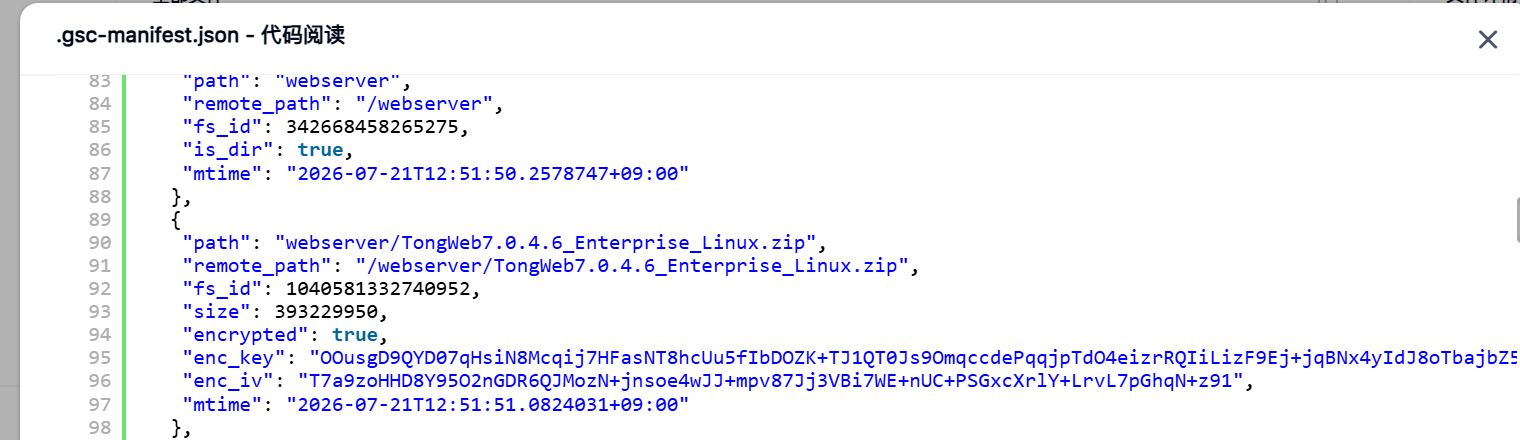 .gsc-manifest.json - 代码阅读
83 "path": "webserver",
84 "remote_path": "/webserver",
85 "fs_id": 342668458265275,
86 "is_dir": true,
87 "mtime": "2026-07-21T12:51:50.2578747+09:00"
88 },
89 {
90 "path": "webserver/TongWeb7.0.4.6_Enterprise_Linux.zip",
91 "remote_path": "/webserver/TongWeb7.0.4.6_Enterprise_Linux.zip",
92 "fs_id": 1040581332740952,
93 "size": 393229950,
94 "encrypted": true,
95 "enc_key": "OOusgD9QYD07qHsiN8Mcqij7HFasNT8hcUu5fIbDOZK+TJ1QT0Js9OmqccdePqqjpTdO4eizrRQIiLizF9Ej+jqBNx4yIdJ8oTbajbZ5
96 "enc_iv": "T7a9zoHHD8Y95O2nGDR6QJMozN+jnsoe4wJJ+mpv87Jj3VBi7WE+nUC+PSGxcXrlY+LrvL7pGhqN+z91",
97 "mtime": "2026-07-21T12:51:51.0824031+09:00"
98 },